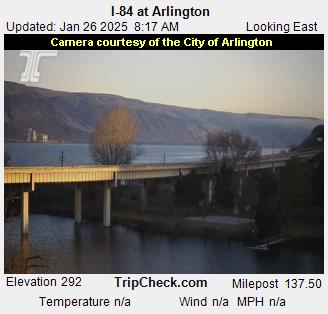 I-84 at Arlington
Updated: Jan 26 2025 8:17 AM Looking East
Camera courtesy of the City of Arlington
Elevation 292 TripCheck.com Milepost 137.50
Temperature n/a Wind n/a MPH n/a